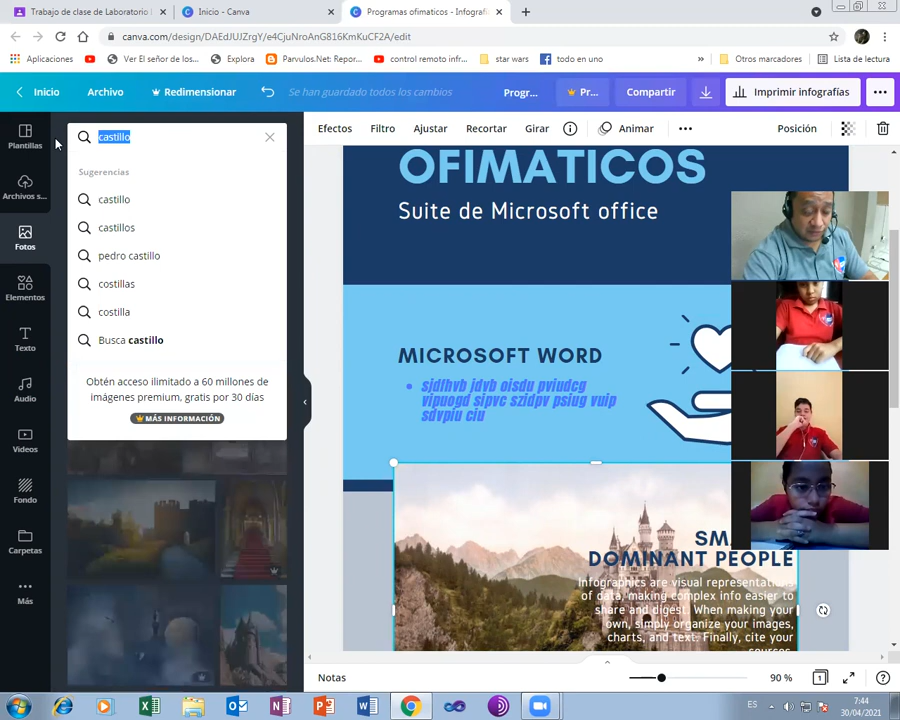 Trabajo de clase de Laboratorio
Inicio - Canva
Programas ofimaticos - Infografí
canva.com/design/DAEdJUJZrgY/e4CjuNroAnG816KmKuCF2A/edit
Aplicaciones
Ver El señor de los...
Explora
Parvulos.Net: Repor...
control remoto infr...
star wars
todo en uno
»
Otros marcadores
Lista de lectura
Inicio
Archivo
Redimensionar
Se han guardado todos los cambios
Progr...
Pr...
Compartir
Imprimir infografías
Efectos
Filtro
Ajustar
Recortar
Girar
Animar
Posición
Plantillas
Archivos s...
Fotos
Elementos
Texto
Audio
Videos
Fondo
Carpetas
Más
castillo
Sugerencias
castillo
castillos
pedro castillo
costillas
costilla
Busca castillo
Obtén acceso ilimitado a 60 millones de
imágenes premium, gratis por 30 días
MÁS INFORMACIÓN
OFIMATICOS
Suite de Microsoft office
MICROSOFT WORD
• sjdfhvb jdvb oisdu pviudcg
vipuogd sipvc szidpv psiug vuip
sdvpiu ciu
SM
DOMINANT PEOPLE
Infographics are visual representations
of data, making complex info easier to
share and digest. When making your
own, simply organize your images,
charts, and text. Finally, cite your
sources.
Notas
90 %
1
ES
7:44
30/04/2021